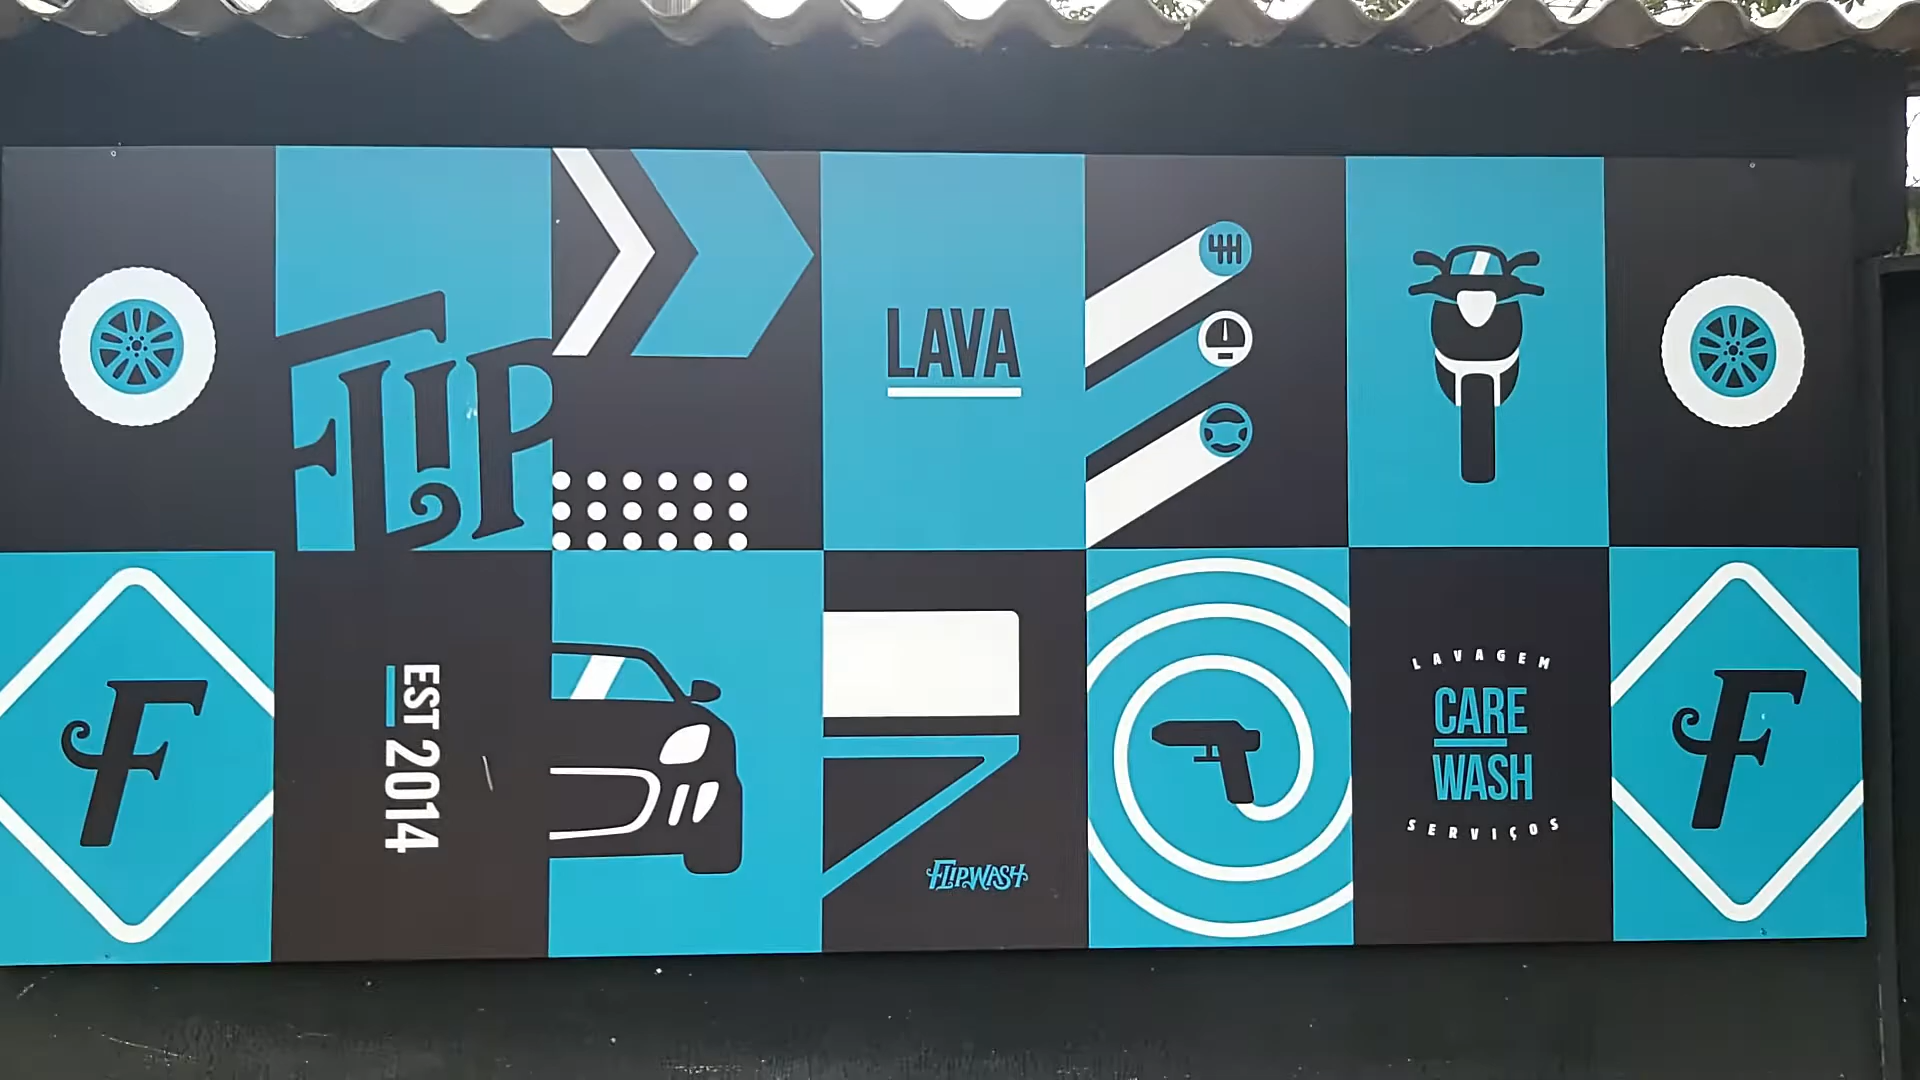 FLIP
LAVA
F
EST 2014
FLIPWASH
LAVAGEM
CARE
WASH
SERVIÇOS
F